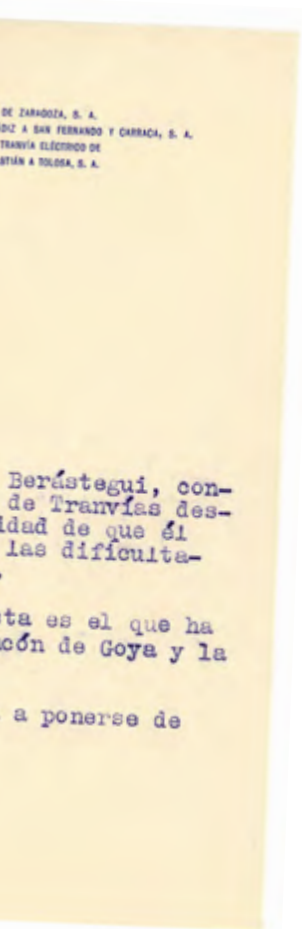 DE ZARAGOZA, S. A.
DIZ A SAN FERNANDO Y CARRACA, S. A.
TRANVÍA ELÉCTRICO DE
STIÁN A TOLOSA, S. A.
Berástegui, con-
de Tranvías des-
idad de que él
las dificulta-
ta es el que ha
cón de Goya y la
a ponerse de